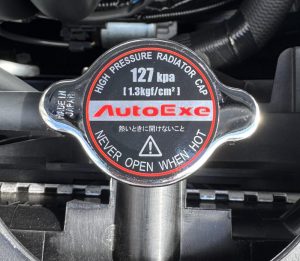 HIGH PRESSURE RADIATOR CAP
127 kpa
[ 1.3kgf/cm² ]
MADE IN
JAPAN
AutoExe
熱いときに開けないこと
NEVER OPEN WHEN HOT